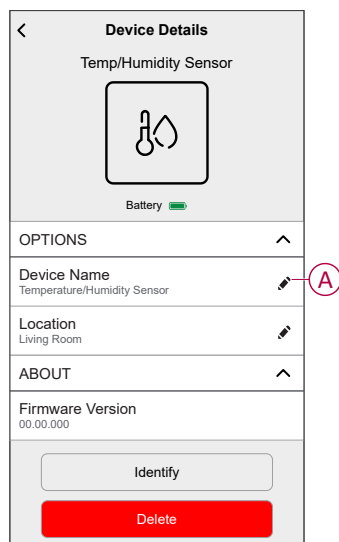 Device Details
Temp/Humidity Sensor
Battery
OPTIONS
Device Name
Temperature/Humidity Sensor
A
Location
Living Room
ABOUT
Firmware Version
00.00.000
Identify
Delete